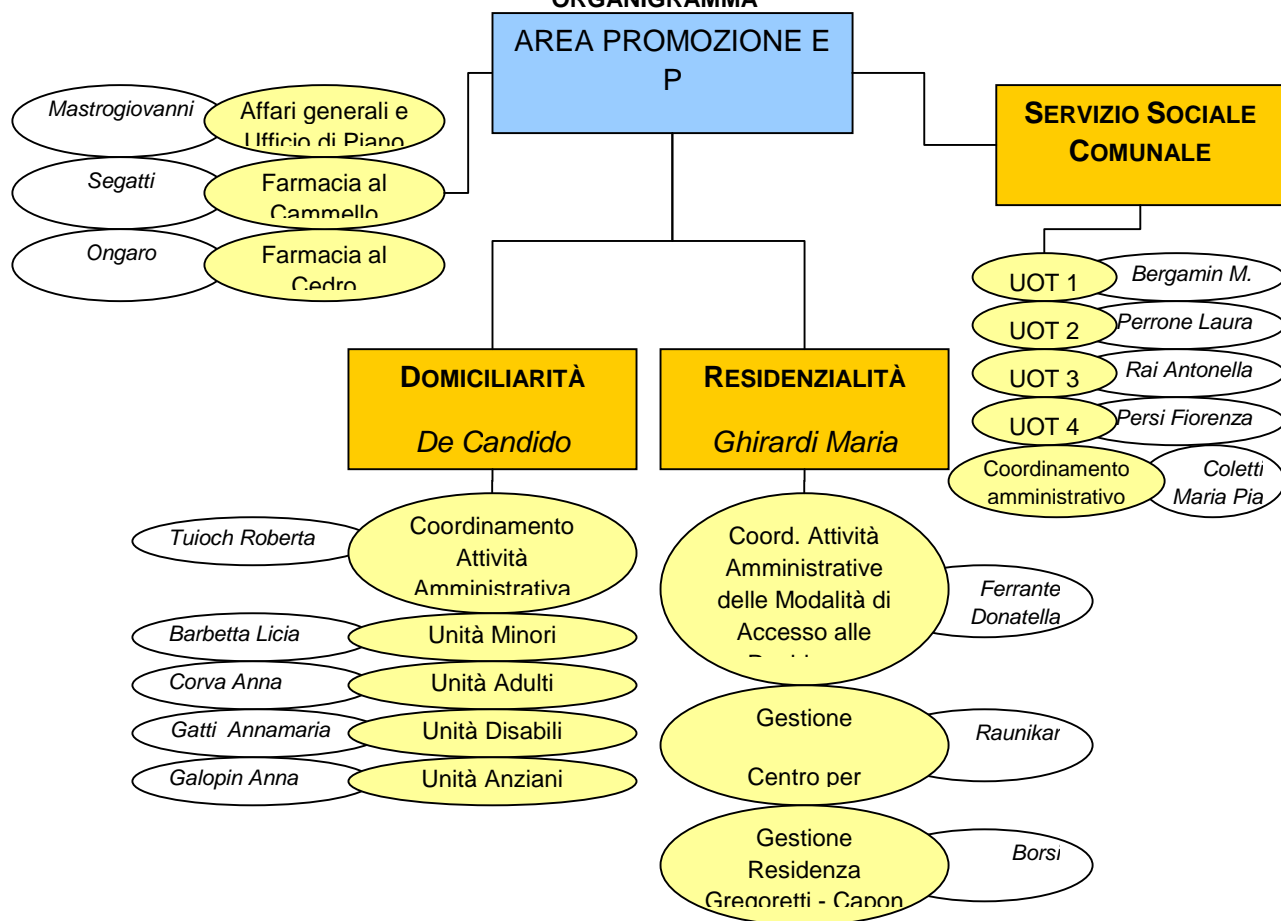 ORGANIGRAMMA
AREA PROMOZIONE E
P
Mastrogiovanni
Affari generali e
Ufficio di Piano
Segatti
Farmacia al
Cammello
Ongaro
Farmacia al
Cedro
SERVIZIO SOCIALE
COMUNALE
UOT 1
Bergamin M.
UOT 2
Perrone Laura
UOT 3
Rai Antonella
UOT 4
Persi Fiorenza
Coordinamento
amministrativo
Coletti
Maria Pia
DOMICILIARITÀ
De Candido
Tuioch Roberta
Coordinamento
Attività
Amministrativa
Barbetta Licia
Unità Minori
Corva Anna
Unità Adulti
Gatti Annamaria
Unità Disabili
Galopin Anna
Unità Anziani
RESIDENZIALITÀ
Ghirardi Maria
Coord. Attività
Amministrative
delle Modalità di
Accesso alle
Ferrante
Donatella
Gestione
Centro per
Raunikar
Gestione
Residenza
Gregoretti - Capon
Borsi